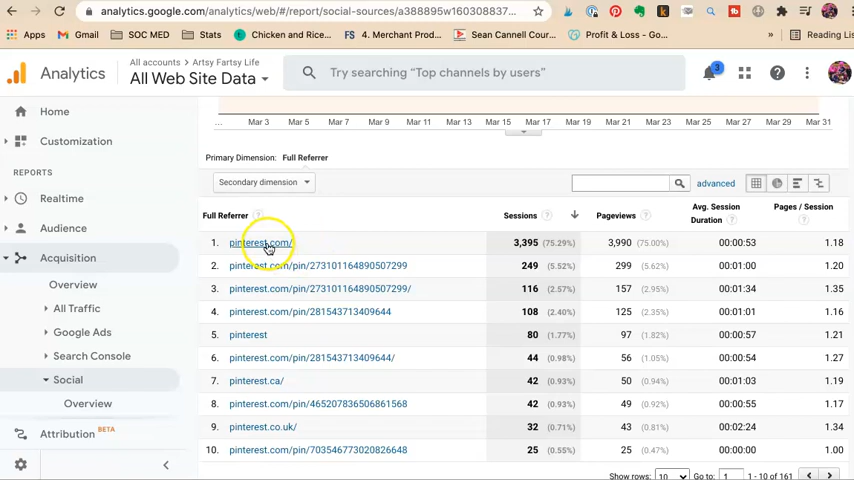 analytics.google.com/analytics/web/#/report/social-sources/a388895w160308837...
Apps Gmail SOC MED Stats Chicken and Rice... 4. Merchant Prod... Sean Cannell Cour... Profit & Loss - Go... » Reading List
Analytics
All accounts > Artsy Fartsy Life
All Web Site Data
Try searching "Top channels by users"
3
Home
Customization
REPORTS
Realtime
Audience
Acquisition
Overview
All Traffic
Google Ads
Search Console
Social
Overview
Attribution BETA
... Mar 3 Mar 5 Mar 7 Mar 9 Mar 11 Mar 13 Mar 15 Mar 17 Mar 19 Mar 21 Mar 23 Mar 25 Mar 27 Mar 29 Mar 31
Primary Dimension: Full Referrer
Secondary dimension
advanced
Full Referrer ? Sessions ? Pageviews ? Avg. Session Duration ? Pages / Session ?
1. pinterest.com/ 3,395 (75.29%) 3,990 (75.00%) 00:00:53 1.18
2. pinterest.com/pin/273101164890507299 249 (5.52%) 299 (5.62%) 00:01:00 1.20
3. pinterest.com/pin/273101164890507299/ 116 (2.57%) 157 (2.95%) 00:01:31 1.35
4. pinterest.com/pin/281543713409644 108 (2.40%) 125 (2.35%) 00:01:01 1.16
5. pinterest 80 (1.77%) 97 (1.82%) 00:00:57 1.21
6. pinterest.com/pin/281543713409644/ 44 (0.98%) 56 (1.05%) 00:00:54 1.27
7. pinterest.ca/ 42 (0.93%) 50 (0.94%) 00:01:03 1.19
8. pinterest.com/pin/465207836506861568 42 (0.93%) 49 (0.92%) 00:00:55 1.17
9. pinterest.co.uk/ 32 (0.71%) 43 (0.81%) 00:02:24 1.34
10. pinterest.com/pin/703546773020826648 25 (0.55%) 25 (0.47%) 00:00:00 1.00
Show rows: 10 Go to: 1 1 - 10 of 161